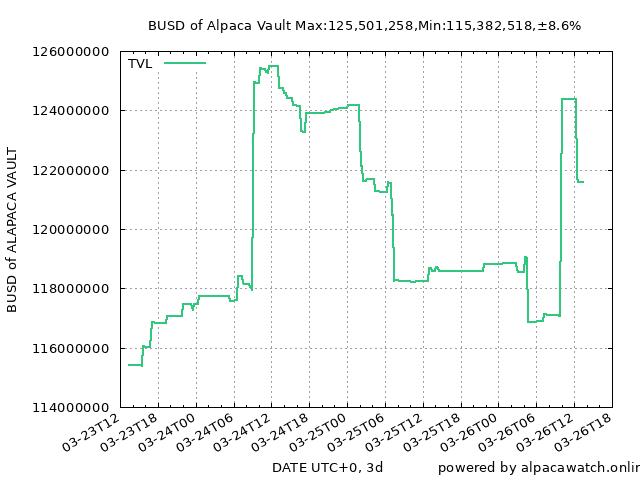 BUSD of Alpaca Vault Max:125,501,258,Min:115,382,518,±8.6%
TVL
126000000
124000000
122000000
120000000
118000000
116000000
114000000
BUSD of ALAPACA VAULT
03-23T12
03-23T18
03-24T00
03-24T06
03-24T12
03-24T18
03-25T00
03-25T06
03-25T12
03-25T18
03-26T00
03-26T06
03-26T12
03-26T18
DATE UTC+0, 3d
powered by alpacawatch.onlin